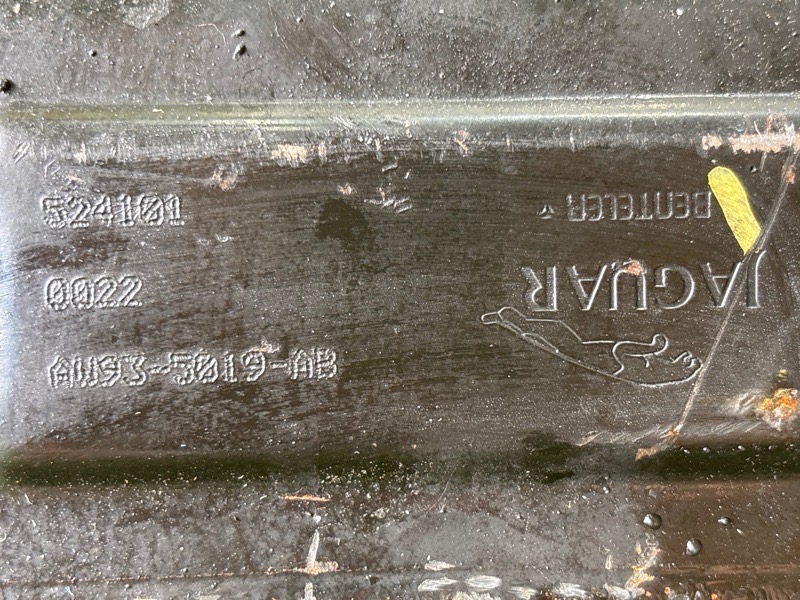 524101
0022
AW93-5019-AB
JAGUAR
BENTELER